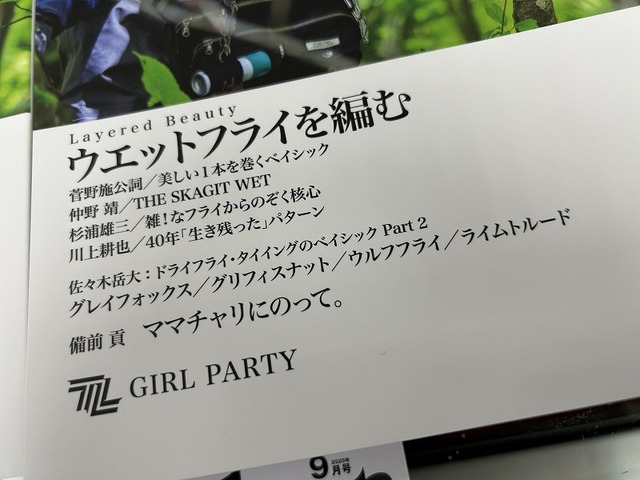 Layered Beauty
ウエットフライを編む
菅野施公詞/美しい1本を巻くベイシック
仲野 靖/THE SKAGIT WET
杉浦雄三/雑!なフライからのぞく核心
川上耕也/40年「生き残った」パターン
佐々木岳大:ドライフライ・タイイングのベイシック Part 2
グレイフォックス/グリフィスナット/ウルフフライ/ライムトルード
備前 貢 ママチャリにのって。
GIRL PARTY
9 2025年 月号